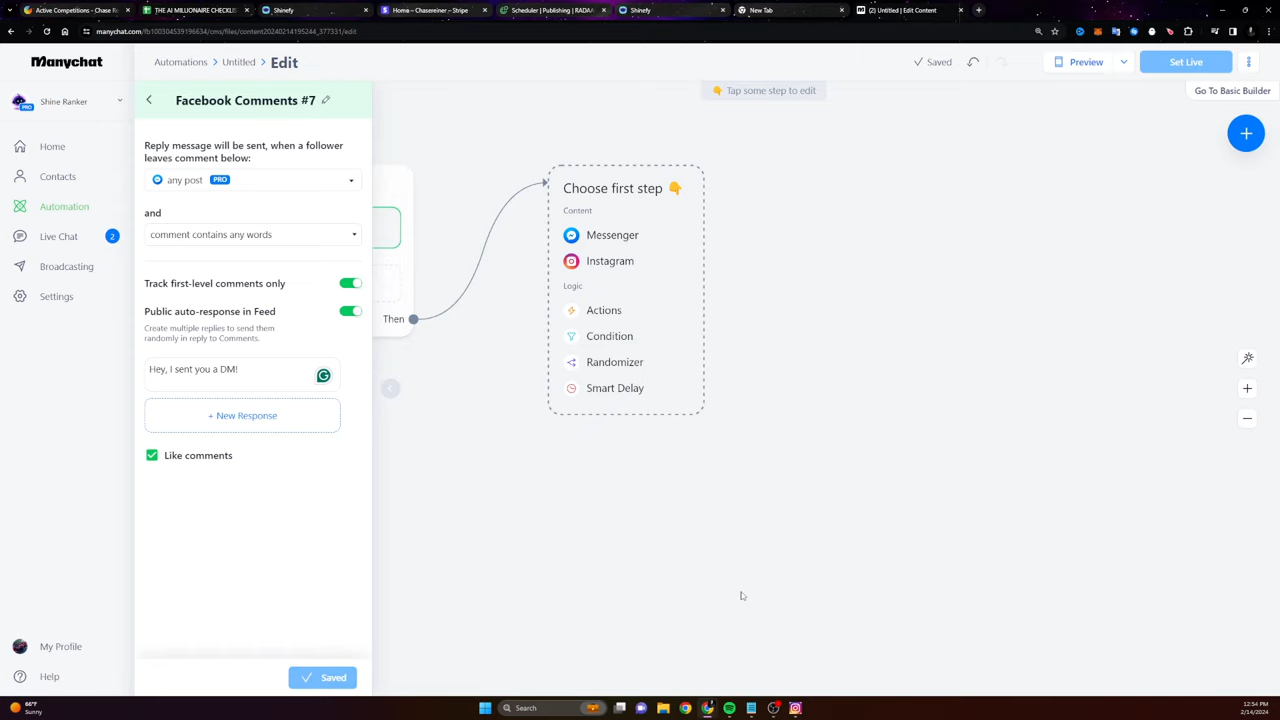 Active Competitions - Chase R
THE AI MILLIONAIRE CHECKLIS
Shinefy
Home – Chasereiner – Stripe
Scheduler | Publishing | RADAA
Shinefy
New Tab
(2) Untitled | Edit Content
manychat.com/fb100304539196634/cms/files/content20240214195244_377331/edit
Manychat
Automations > Untitled > Edit
Saved
Preview
Set Live
Shine Ranker
PRO
Facebook Comments #7
Tap some step to edit
Go To Basic Builder
Home
Contacts
Automation
Live Chat
2
Broadcasting
Settings
Reply message will be sent, when a follower
leaves comment below:
any post PRO
and
comment contains any words
Track first-level comments only
Public auto-response in Feed
Create multiple replies to send them
randomly in reply to Comments.
Hey, I sent you a DM!
+ New Response
Like comments
Then
Choose first step
Content
Messenger
Instagram
Logic
Actions
Condition
Randomizer
Smart Delay
My Profile
Help
Saved
66°F
Sunny
Search
12:54 PM
2/14/2024